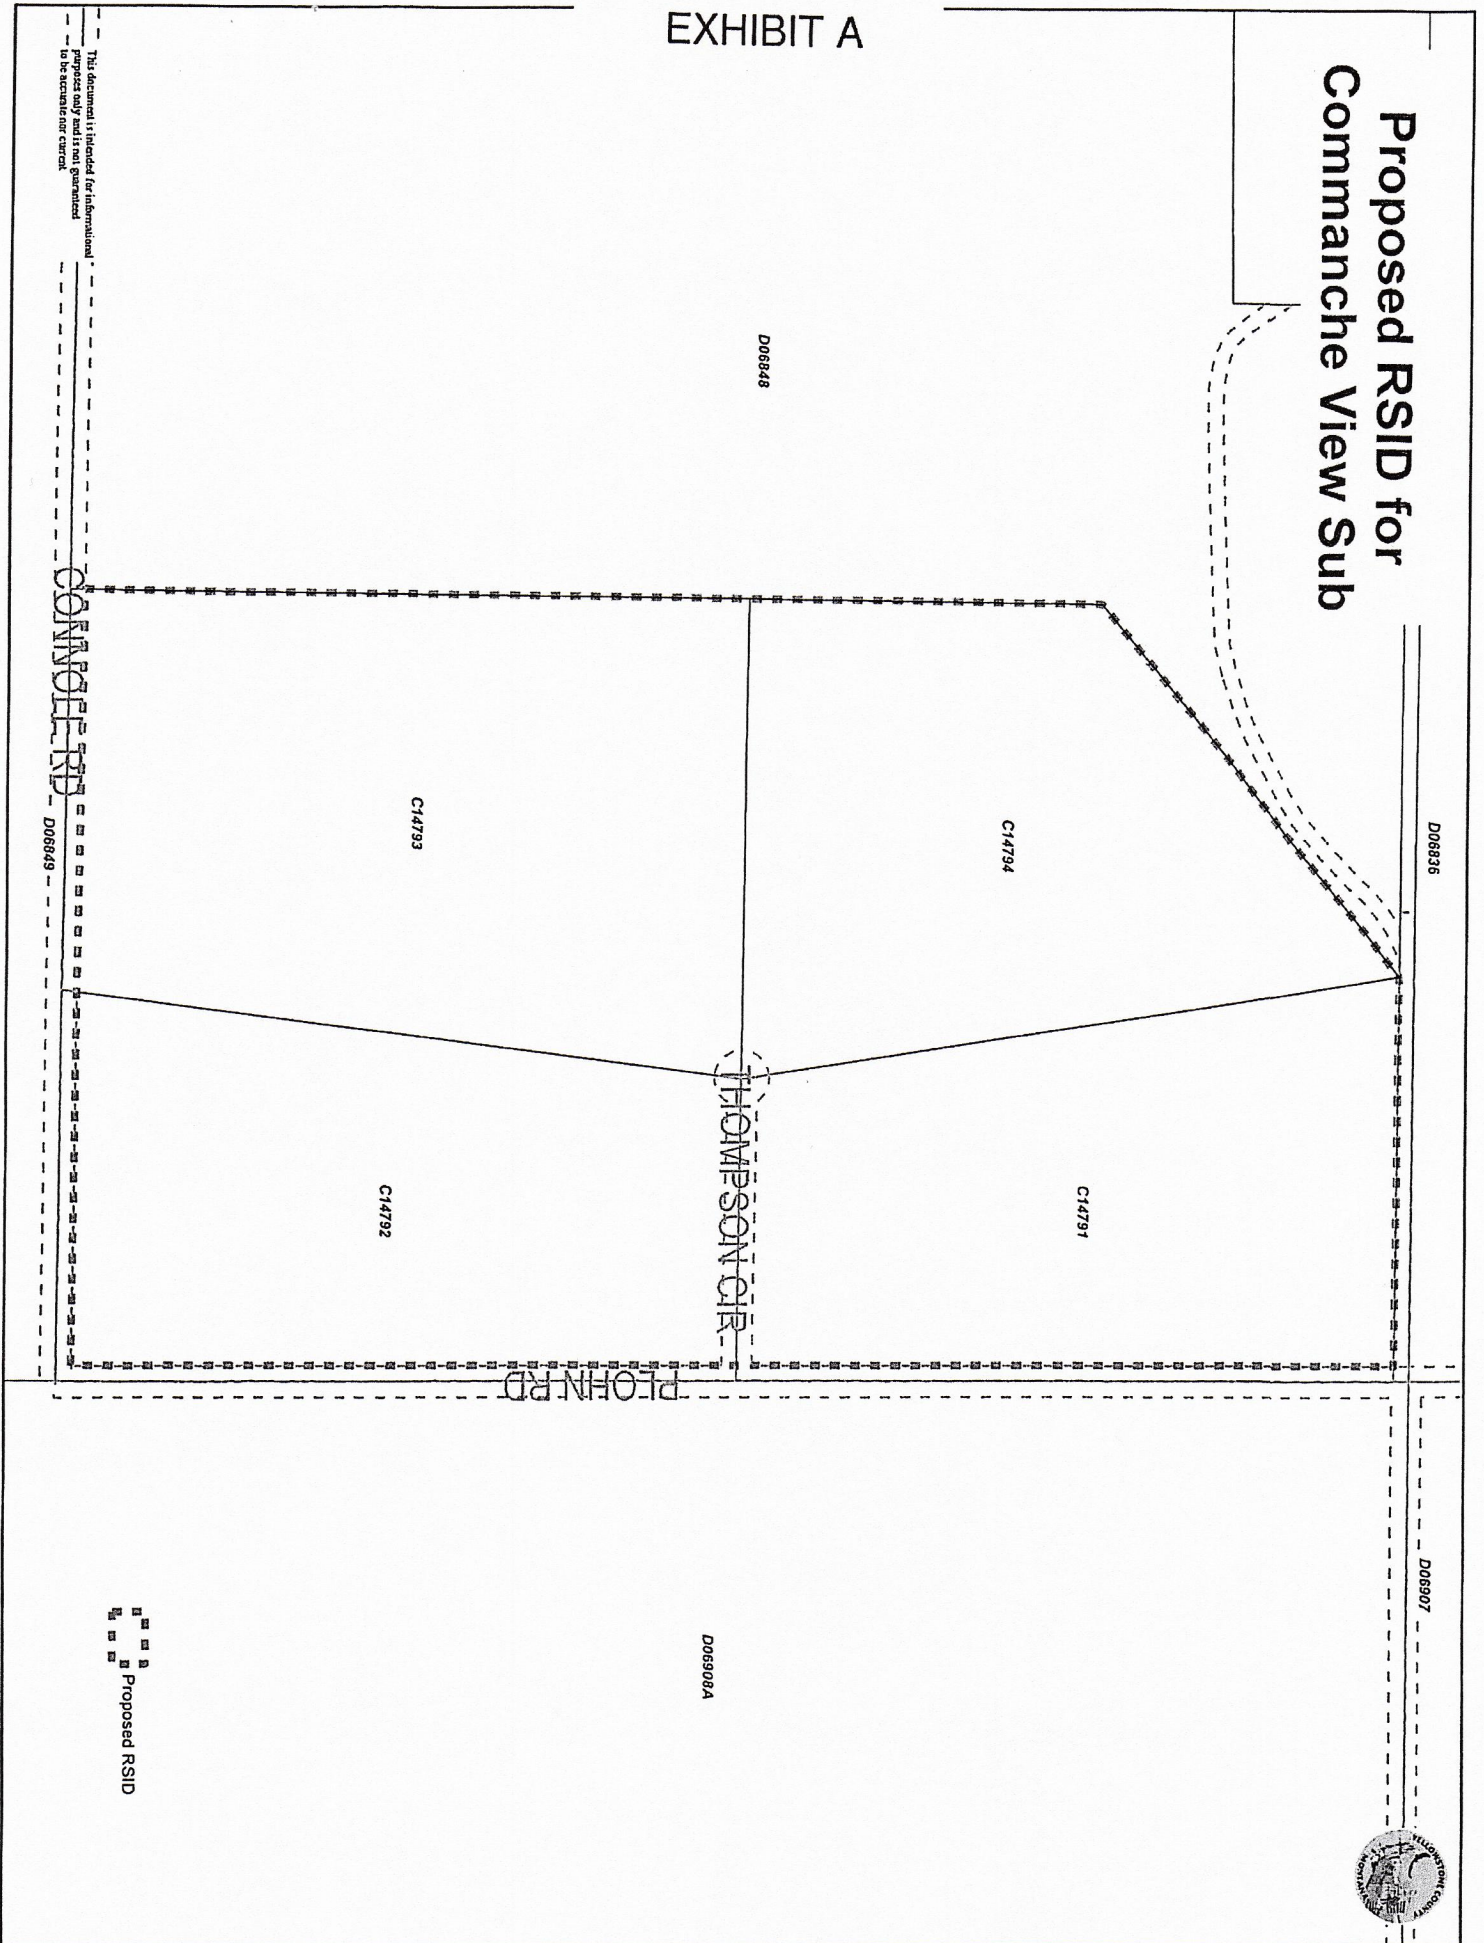 EXHIBIT A
Proposed RSID for
Commanche View Sub
D06836
D06848
C14794
C14793
CONNOLE RD
D06849
C14791
C14792
THOMPSON CIR
PLOHN RD
D06907
D06908A
Proposed RSID
This document is intended for informational
purposes only and is not guaranteed
to be accurate nor current
YELLOWSTONE COUNTY
MONTANA